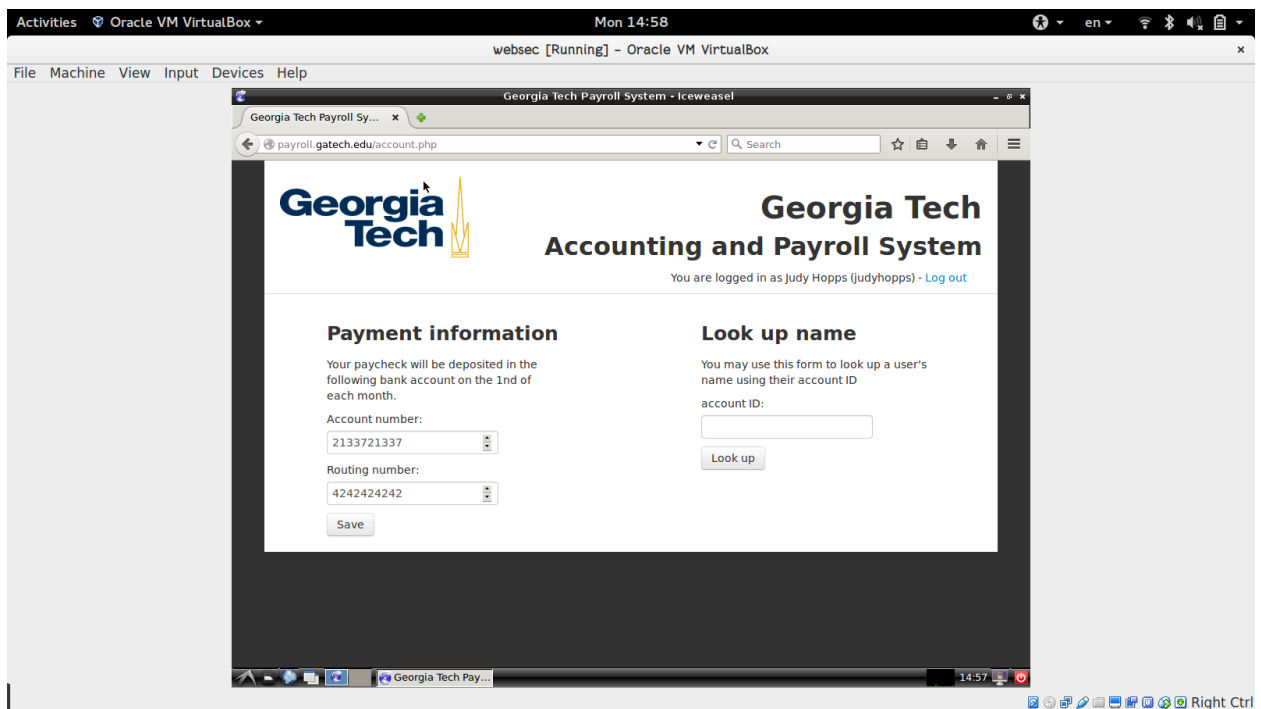 Activities Oracle VM VirtualBox Mon 14:58 en
websec [Running] – Oracle VM VirtualBox
File Machine View Input Devices Help
Georgia Tech Payroll System - Iceweasel
Georgia Tech Payroll Sy...
payroll.gatech.edu/account.php Search
Georgia
Tech
Georgia Tech
Accounting and Payroll System
You are logged in as Judy Hopps (judyhopps) - Log out
Payment information
Your paycheck will be deposited in the
following bank account on the 1nd of
each month.
Account number:
2133721337
Routing number:
4242424242
Save
Look up name
You may use this form to look up a user's
name using their account ID
account ID:
Look up
Georgia Tech Pay... 14:57
Right Ctrl